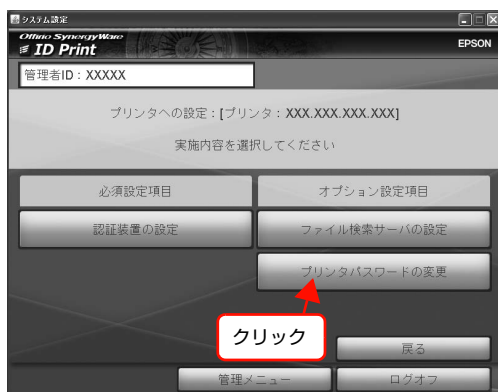 システム設定
Offirio SynergyWare
ID Print
EPSON
管理者ID：XXXXX
プリンタへの設定：[プリンタ：XXX.XXX.XXX.XXX]
実施内容を選択してください
必須設定項目
オプション設定項目
認証装置の設定
ファイル検索サーバの設定
プリンタパスワードの変更
クリック
戻る
管理メニュー
ログオフ